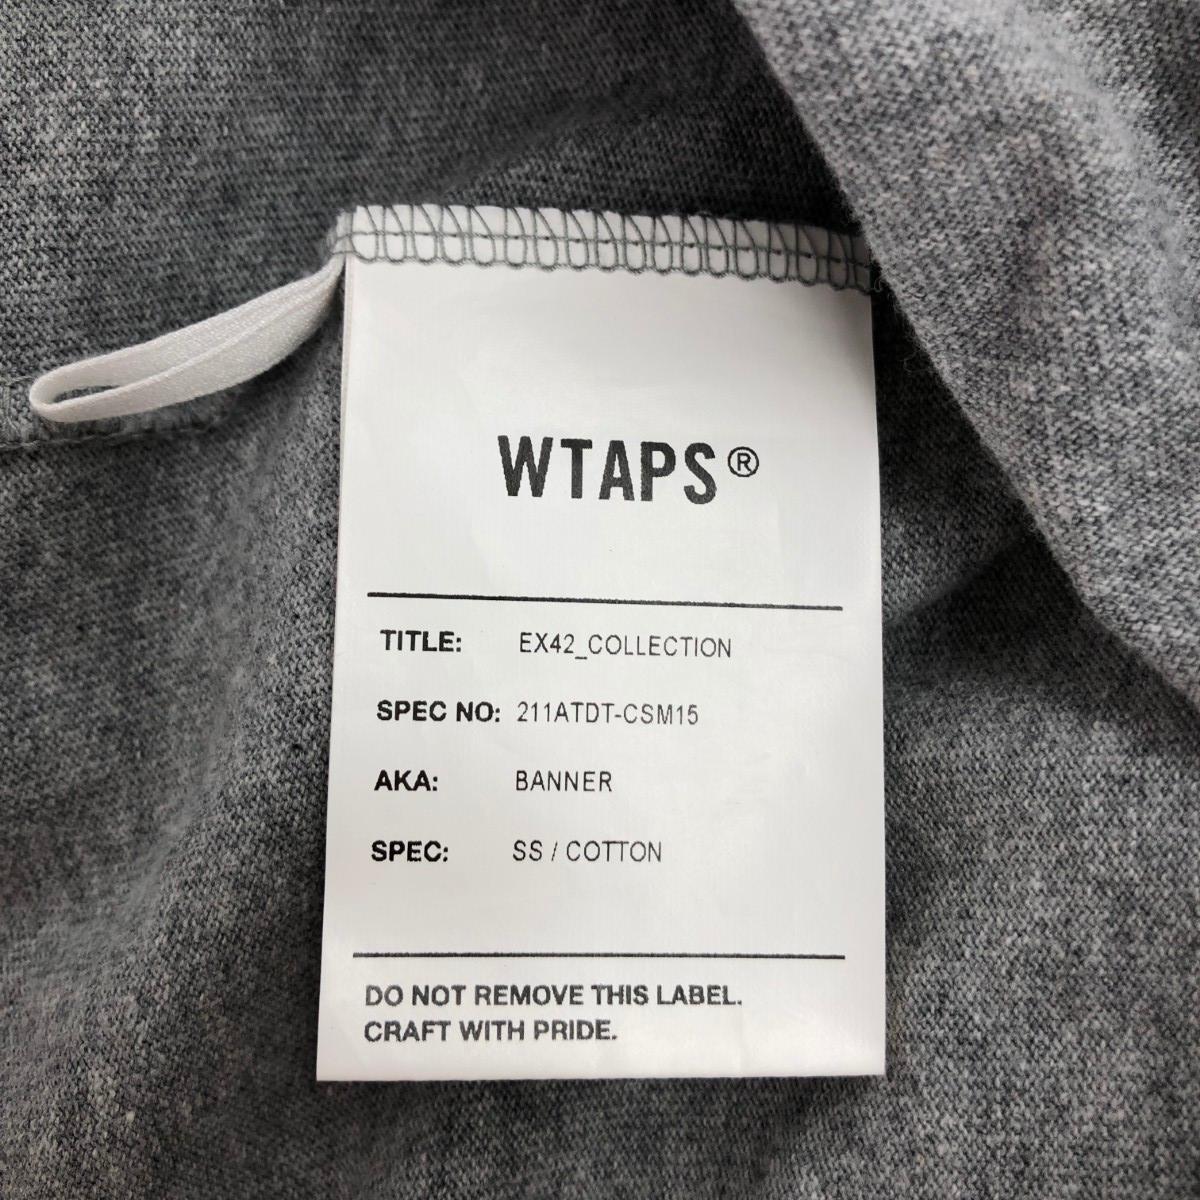 WTAPS®
TITLE: EX42_COLLECTION
SPEC NO: 211ATDT-CSM15
AKA: BANNER
SPEC: SS / COTTON
DO NOT REMOVE THIS LABEL.
CRAFT WITH PRIDE.